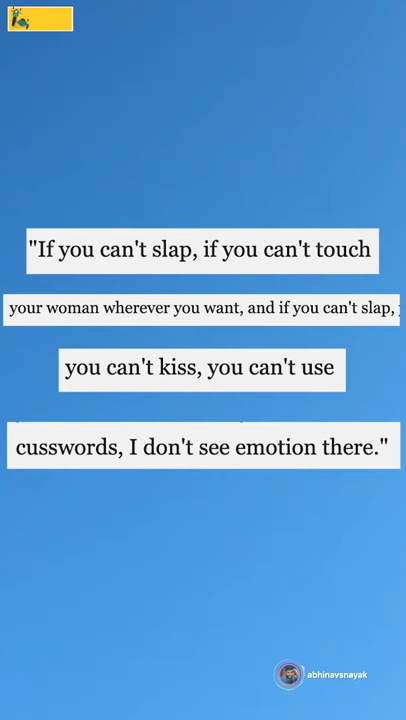 "If you can't slap, if you can't touch
your woman wherever you want, and if you can't slap,
you can't kiss, you can't use
cusswords, I don't see emotion there."
abhinavsnayak